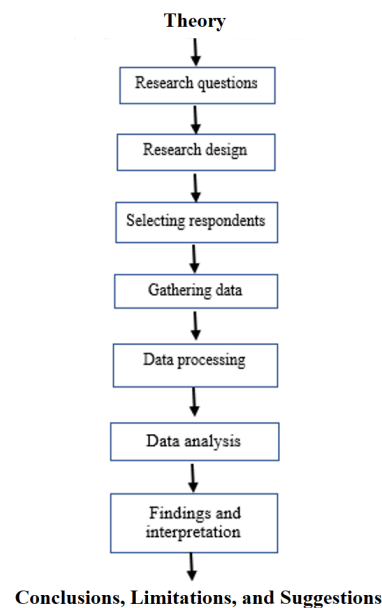 Theory
Research questions
Research design
Selecting respondents
Gathering data
Data processing
Data analysis
Findings and
interpretation
Conclusions, Limitations, and Suggestions